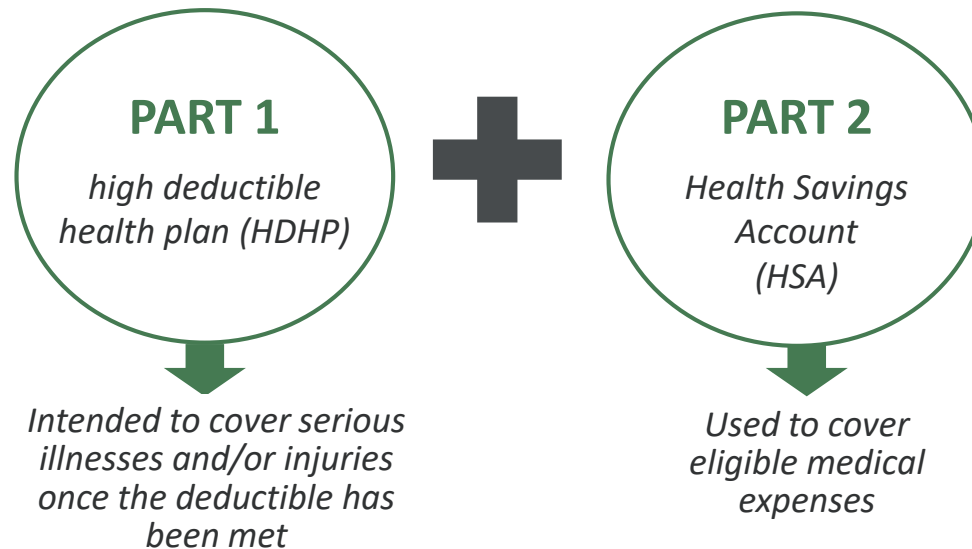 PART 1
high deductible
health plan (HDHP)
Intended to cover serious
illnesses and/or injuries
once the deductible has
been met
PART 2
Health Savings
Account
(HSA)
Used to cover
eligible medical
expenses